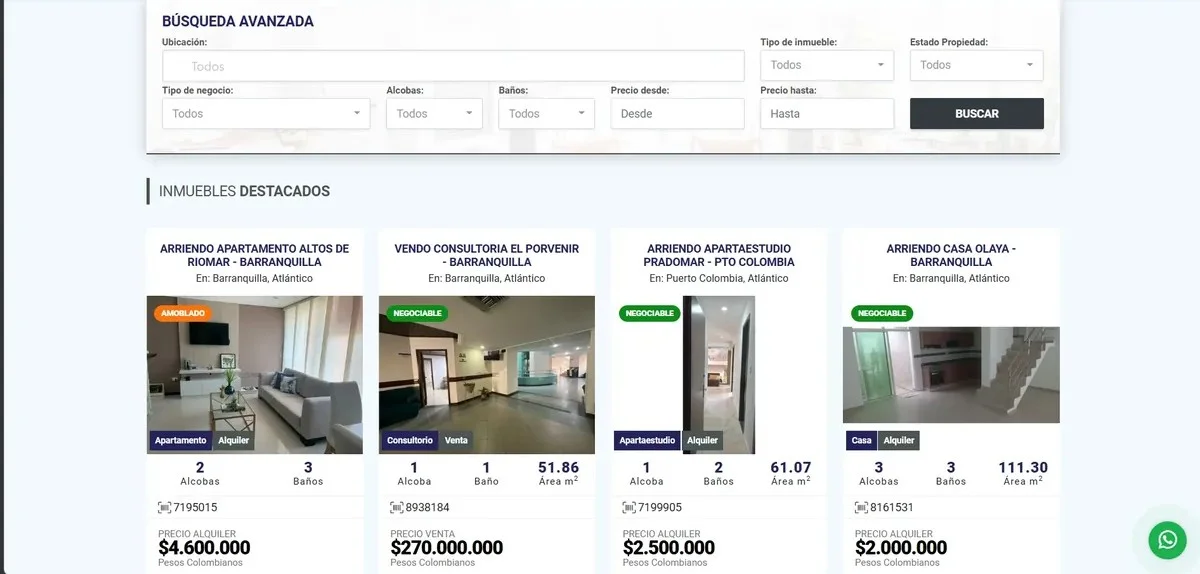 BÚSQUEDA AVANZADA
Ubicación:
Todos
Tipo de inmueble:
Todos
Estado Propiedad:
Todos
Tipo de negocio:
Todos
Alcobas:
Todos
Baños:
Todos
Precio desde:
Desde
Precio hasta:
Hasta
BUSCAR
INMUEBLES DESTACADOS
ARRIENDO APARTAMENTO ALTOS DE
RIOMAR - BARRANQUILLA
En: Barranquilla, Atlántico
AMOBLADO
Apartamento Alquiler
2 3
Alcobas Baños
7195015
PRECIO ALQUILER
$4.600.000
Pesos Colombianos
VENDO CONSULTORIA EL PORVENIR
- BARRANQUILLA
En: Barranquilla, Atlántico
NEGOCIABLE
Consultorio Venta
1 1 51.86
Alcoba Baño Área m²
8938184
PRECIO VENTA
$270.000.000
Pesos Colombianos
ARRIENDO APARTAESTUDIO
PRADOMAR - PTO COLOMBIA
En: Puerto Colombia, Atlántico
NEGOCIABLE
Apartaestudio Alquiler
1 2 61.07
Alcoba Baños Área m²
7199905
PRECIO ALQUILER
$2.500.000
Pesos Colombianos
ARRIENDO CASA OLAYA -
BARRANQUILLA
En: Barranquilla, Atlántico
NEGOCIABLE
Casa Alquiler
3 3 111.30
Alcobas Baños Área m²
8161531
PRECIO ALQUILER
$2.000.000
Pesos Colombianos